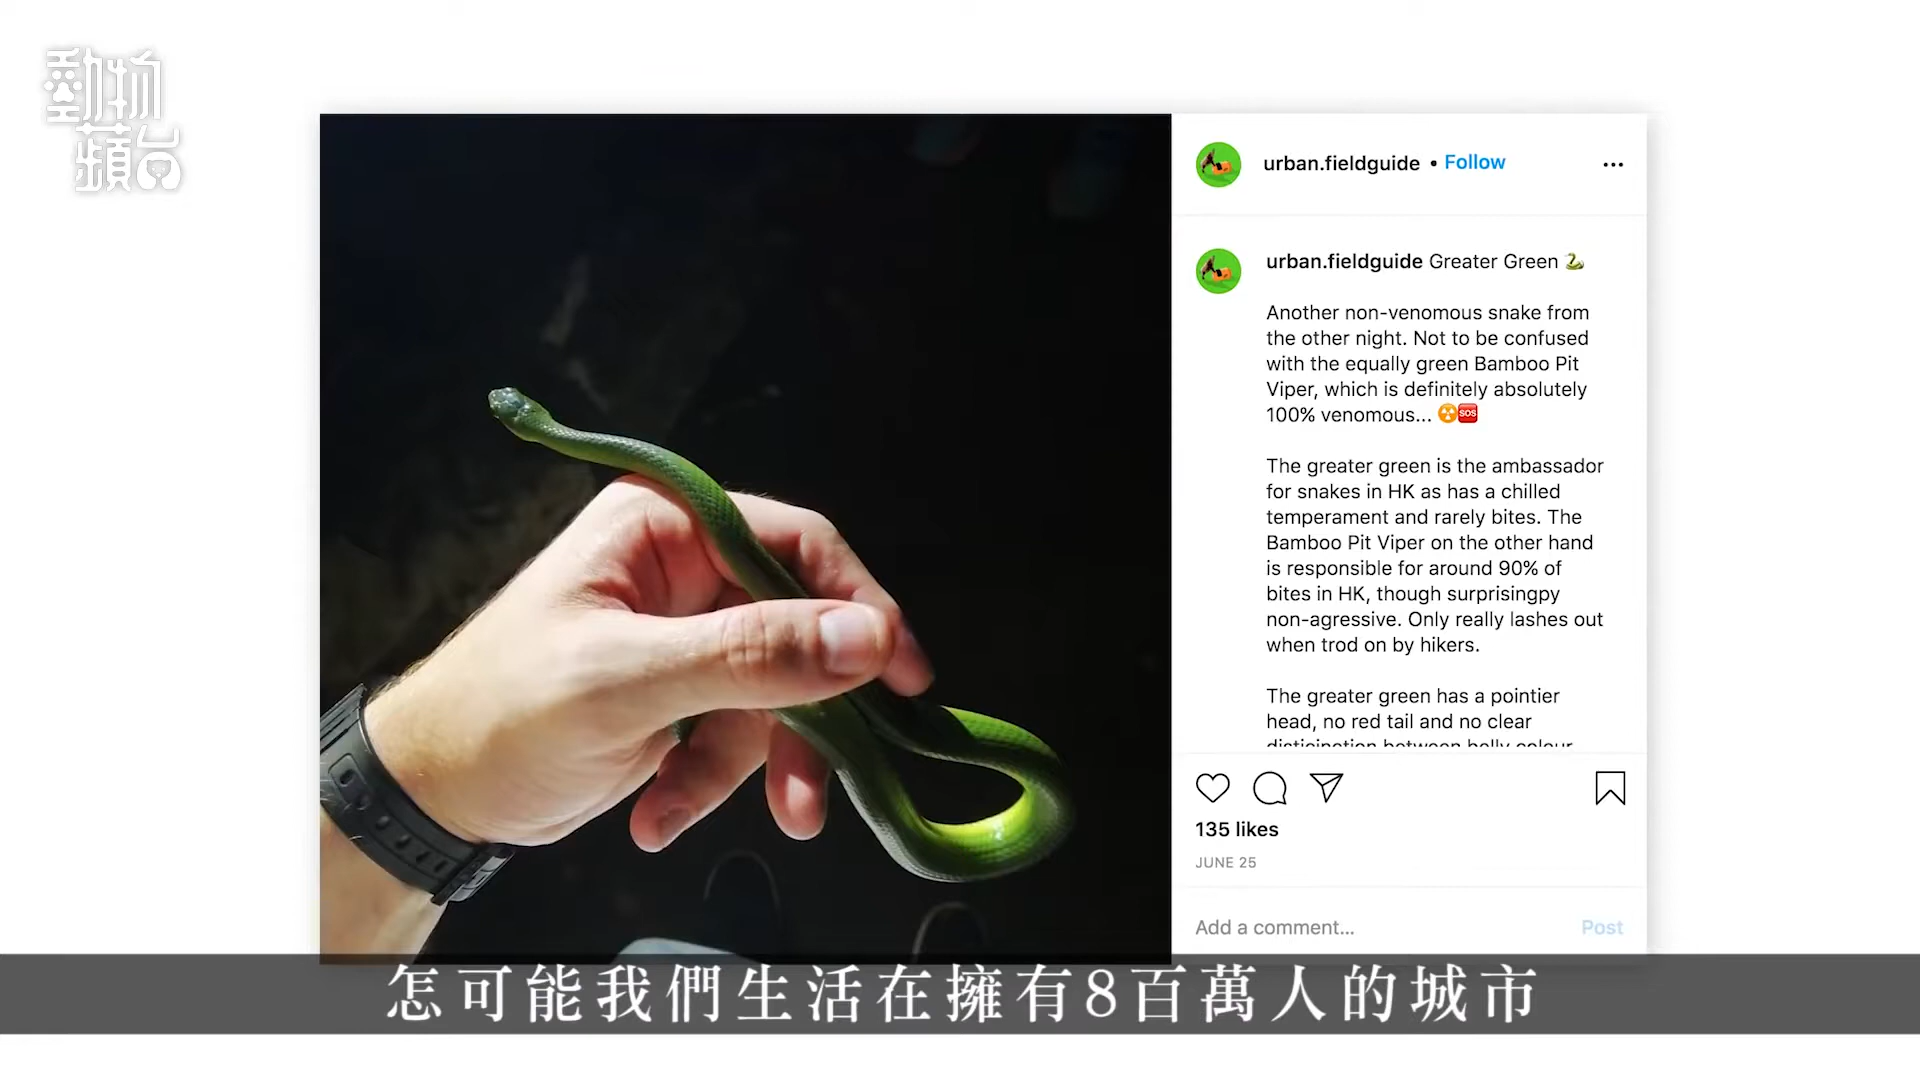 動物
蘋台
urban.fieldguide • Follow
urban.fieldguide Greater Green 🐍
Another non-venomous snake from
the other night. Not to be confused
with the equally green Bamboo Pit
Viper, which is definitely absolutely
100% venomous... ☢️🆘
The greater green is the ambassador
for snakes in HK as has a chilled
temperament and rarely bites. The
Bamboo Pit Viper on the other hand
is responsible for around 90% of
bites in HK, though surprisingpy
non-agressive. Only really lashes out
when trod on by hikers.
The greater green has a pointier
head, no red tail and no clear
disticination between belly colour
135 likes
JUNE 25
Add a comment...
Post
怎可能我們生活在擁有8百萬人的城市